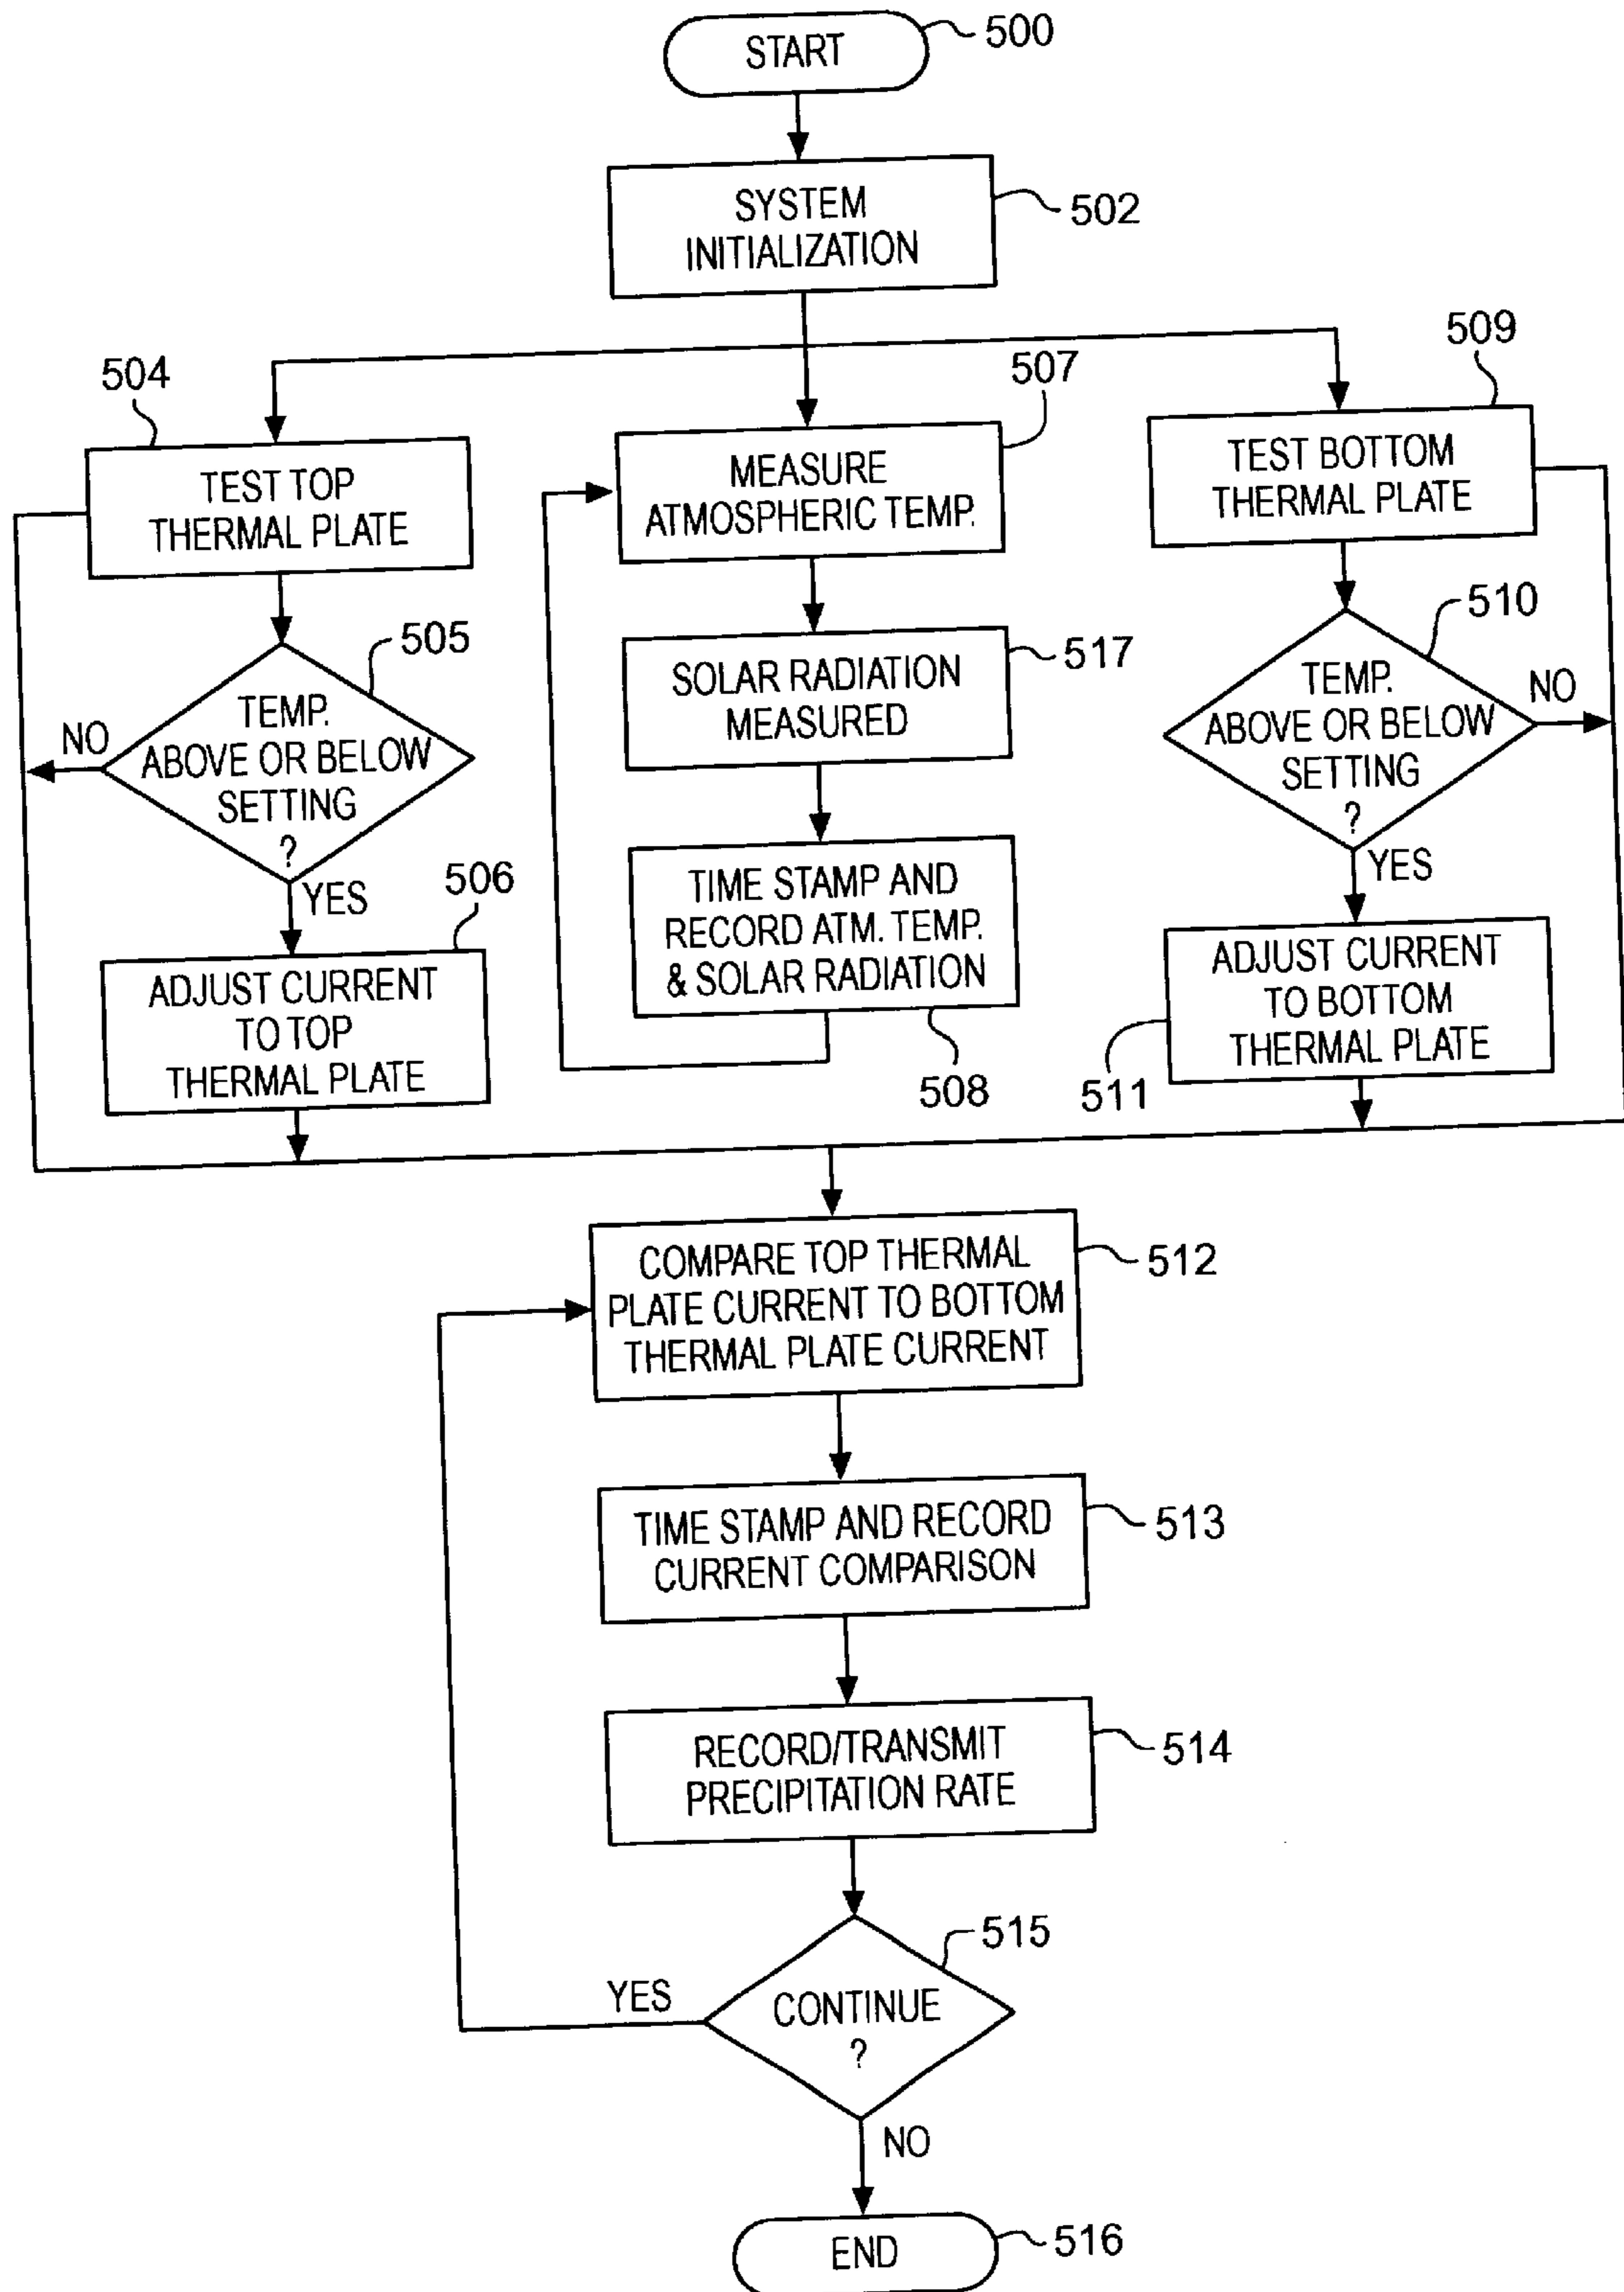 START
500
SYSTEM
INITIALIZATION
502
504
TEST TOP
THERMAL PLATE
505
TEMP.
ABOVE OR BELOW
SETTING
?
NO
YES
506
ADJUST CURRENT
TO TOP
THERMAL PLATE
507
MEASURE
ATMOSPHERIC TEMP.
SOLAR RADIATION
MEASURED
517
TIME STAMP AND
RECORD ATM. TEMP.
& SOLAR RADIATION
508
509
TEST BOTTOM
THERMAL PLATE
510
TEMP.
ABOVE OR BELOW
SETTING
?
NO
YES
ADJUST CURRENT
TO BOTTOM
THERMAL PLATE
511
COMPARE TOP THERMAL
PLATE CURRENT TO BOTTOM
THERMAL PLATE CURRENT
512
TIME STAMP AND RECORD
CURRENT COMPARISON
513
RECORD/TRANSMIT
PRECIPITATION RATE
514
515
CONTINUE
?
YES
NO
END
516